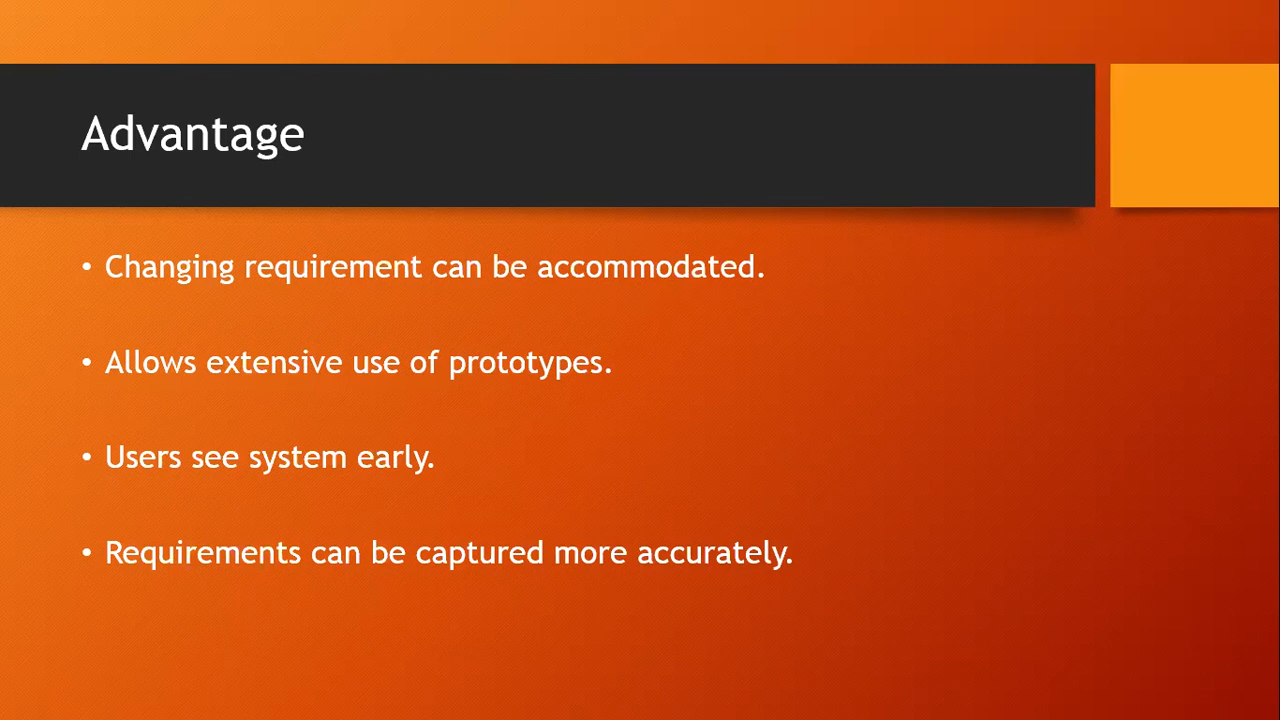 Advantage
• Changing requirement can be accommodated.
• Allows extensive use of prototypes.
• Users see system early.
• Requirements can be captured more accurately.